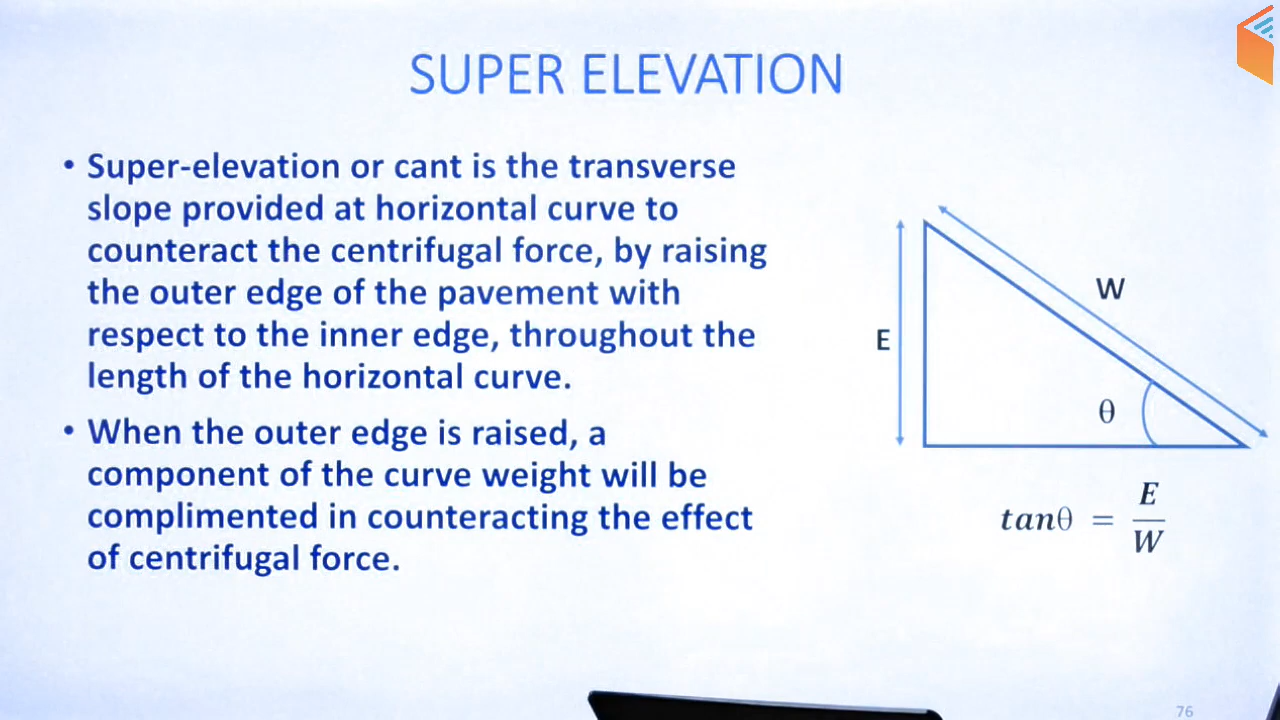 SUPER ELEVATION
• Super-elevation or cant is the transverse
slope provided at horizontal curve to
counteract the centrifugal force, by raising
the outer edge of the pavement with
respect to the inner edge, throughout the
length of the horizontal curve.
• When the outer edge is raised, a
component of the curve weight will be
complimented in counteracting the effect
of centrifugal force.
W
E
θ
tanθ = E/W
76